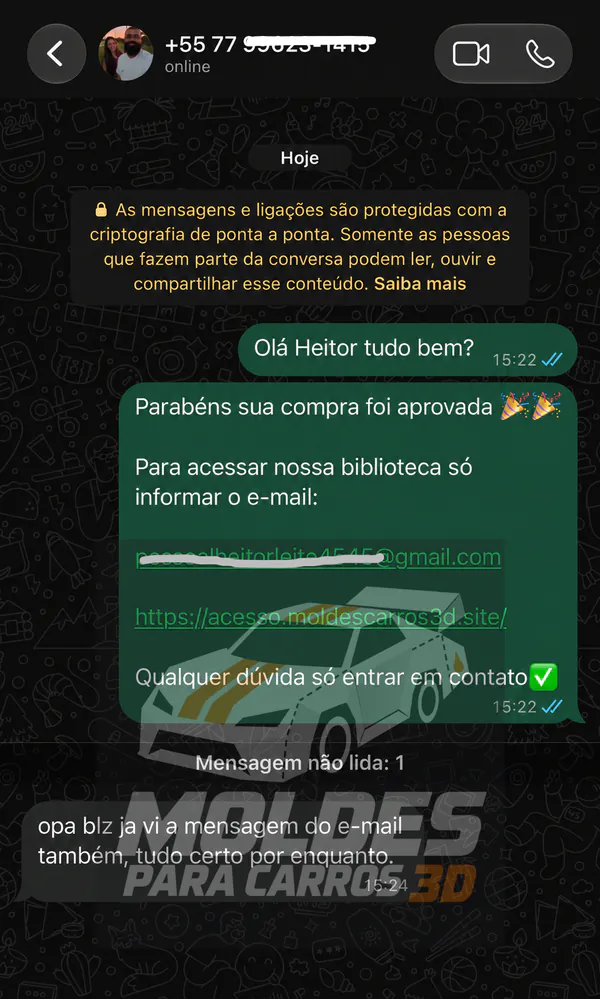 +55 77
online
Hoje
As mensagens e ligações são protegidas com a
criptografia de ponta a ponta. Somente as pessoas
que fazem parte da conversa podem ler, ouvir e
compartilhar esse conteúdo. Saiba mais
Olá Heitor tudo bem?
15:22
Parabéns sua compra foi aprovada 🎉🎉
Para acessar nossa biblioteca só
informar o e-mail:
@gmail.com
https://acesso.moldescarros3d.site/
Qualquer dúvida só entrar em contato✅
15:22
Mensagem não lida: 1
opa blz ja vi a mensagem do e-mail
também, tudo certo por enquanto.
15:24
MOLDES
PARA CARROS 3D